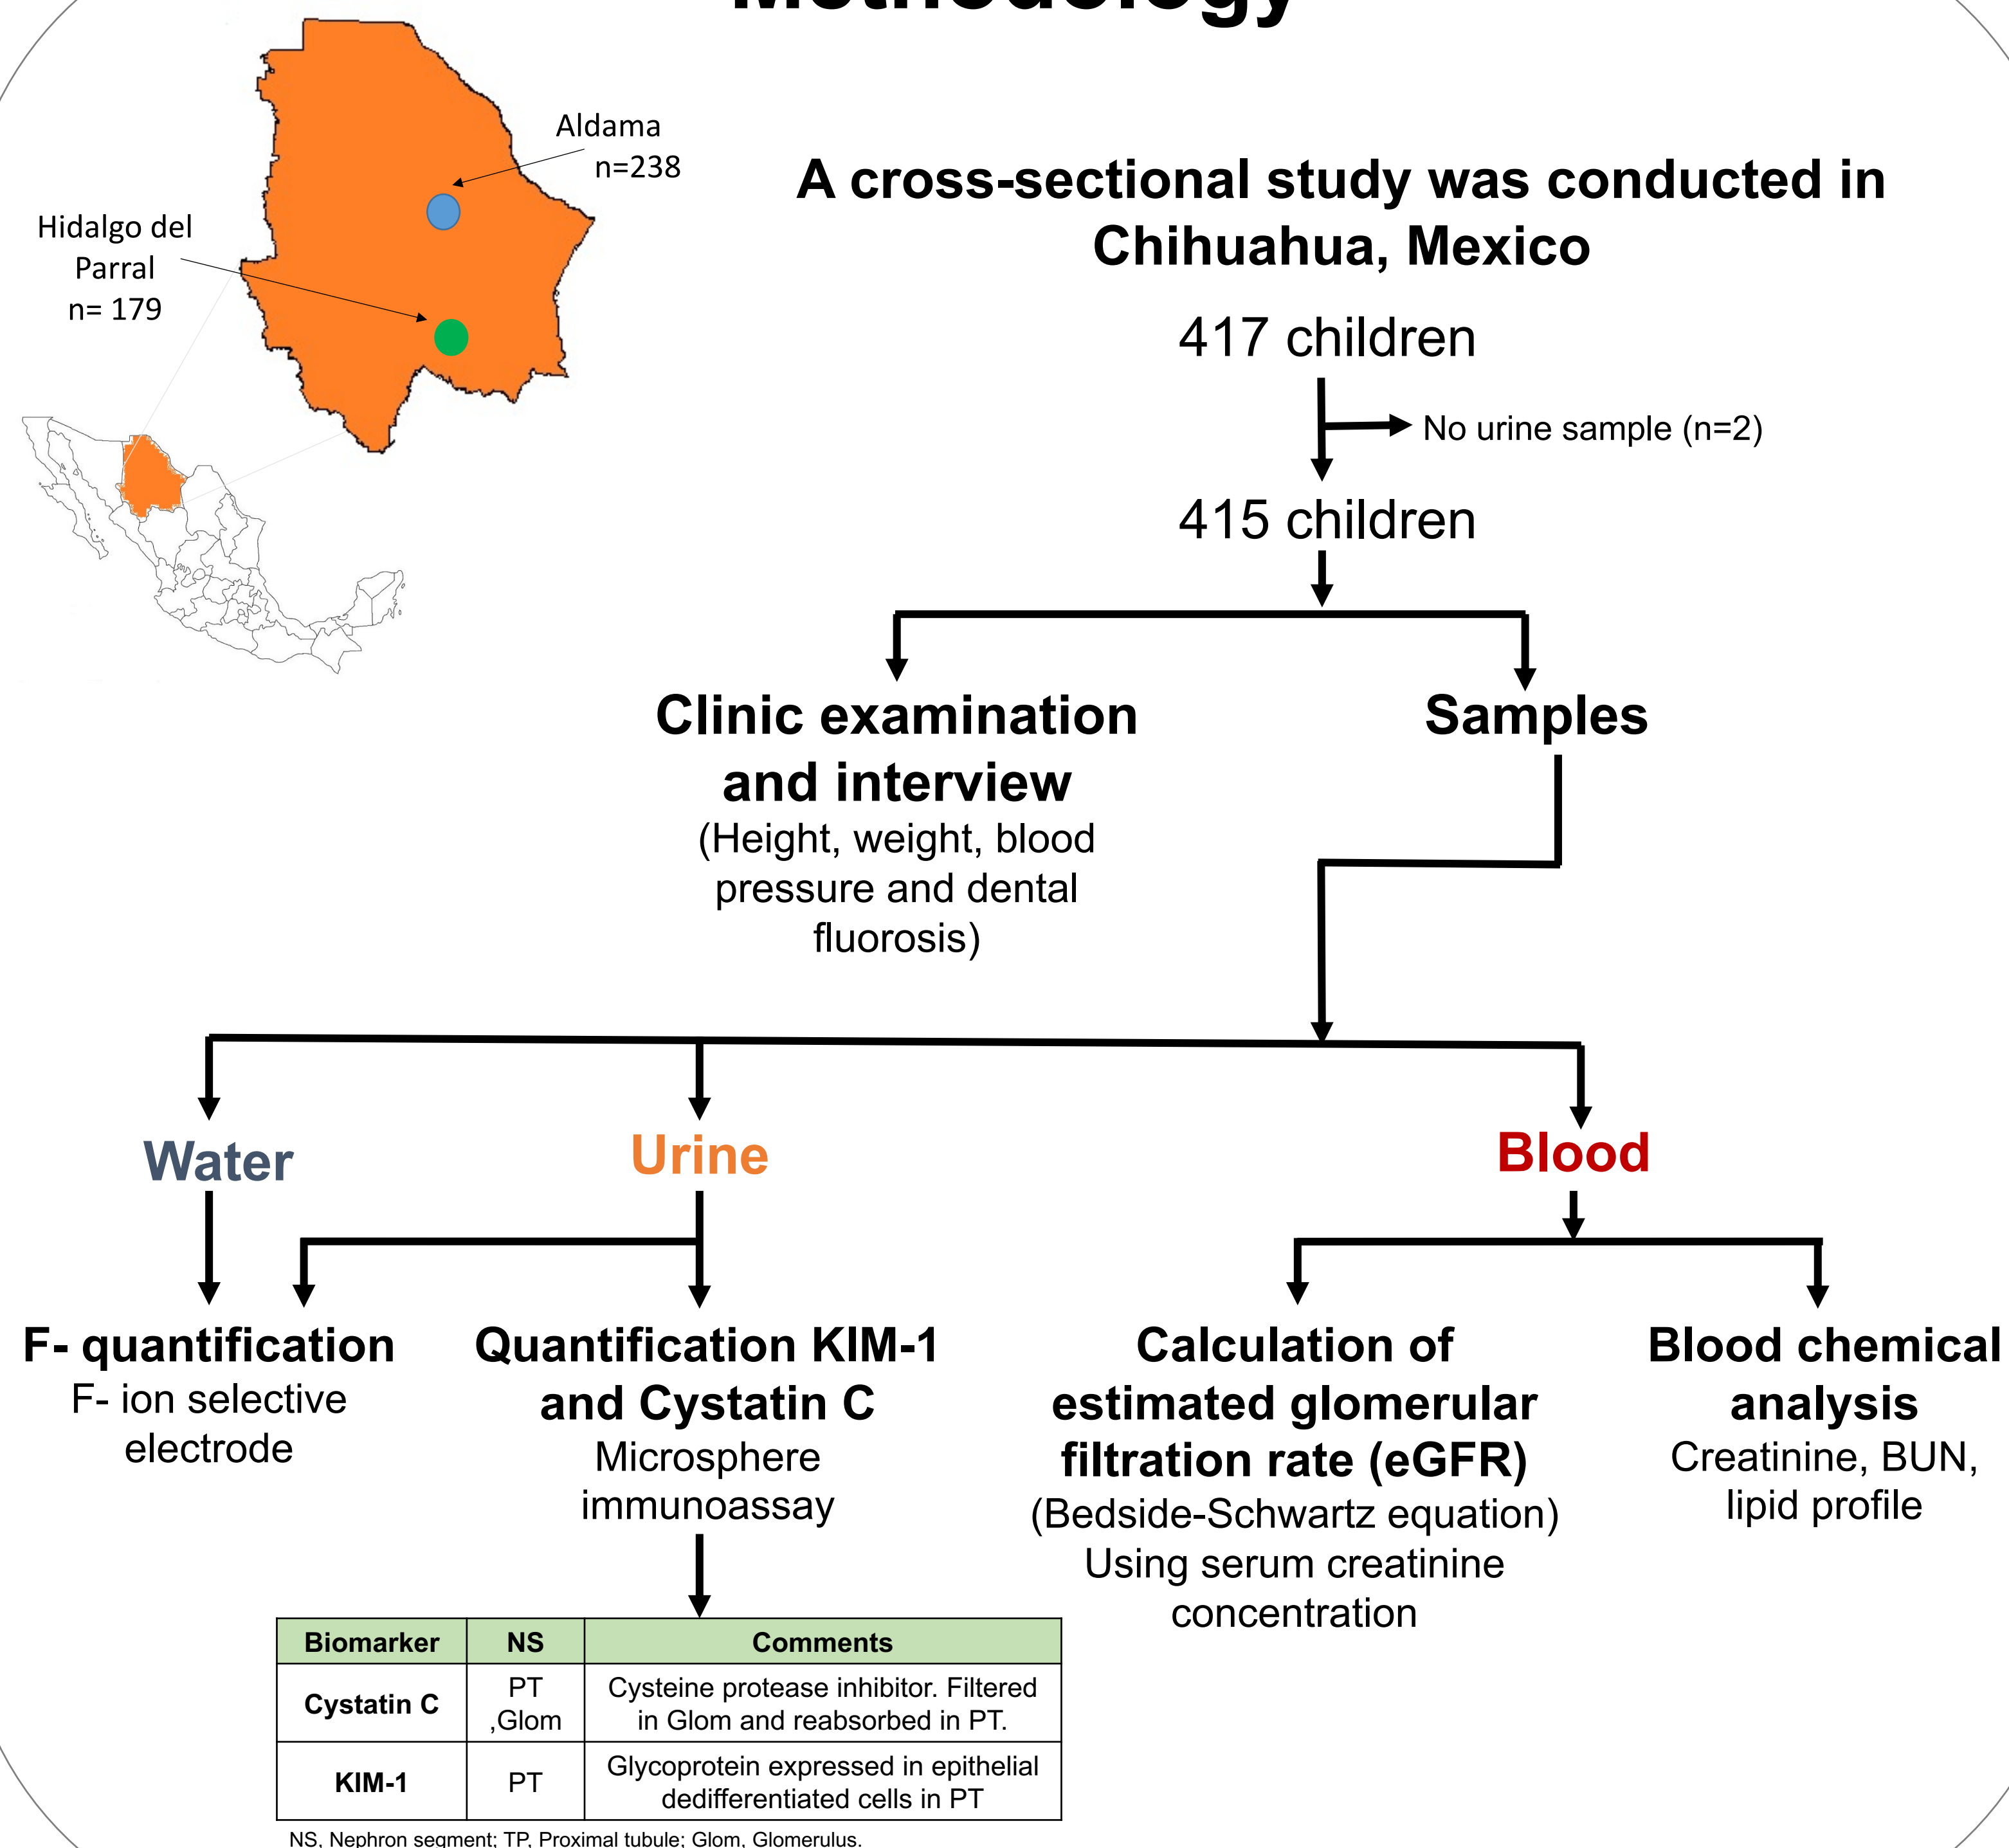 Methodology
Aldama
n=238
Hidalgo del
Parral
n= 179
A cross-sectional study was conducted in
Chihuahua, Mexico
417 children
No urine sample (n=2)
415 children
Clinic examination
and interview
(Height, weight, blood
pressure and dental
fluorosis)
Samples
Water
Urine
Blood
F- quantification
F- ion selective
electrode
Quantification KIM-1
and Cystatin C
Microsphere
immunoassay
Calculation of
estimated glomerular
filtration rate (eGFR)
(Bedside-Schwartz equation)
Using serum creatinine
concentration
Blood chemical
analysis
Creatinine, BUN,
lipid profile
Biomarker NS Comments
Cystatin C
PT
,Glom
Cysteine protease inhibitor. Filtered
in Glom and reabsorbed in PT.
KIM-1
PT
Glycoprotein expressed in epithelial
dedifferentiated cells in PT
NS, Nephron segment; TP, Proximal tubule; Glom, Glomerulus.